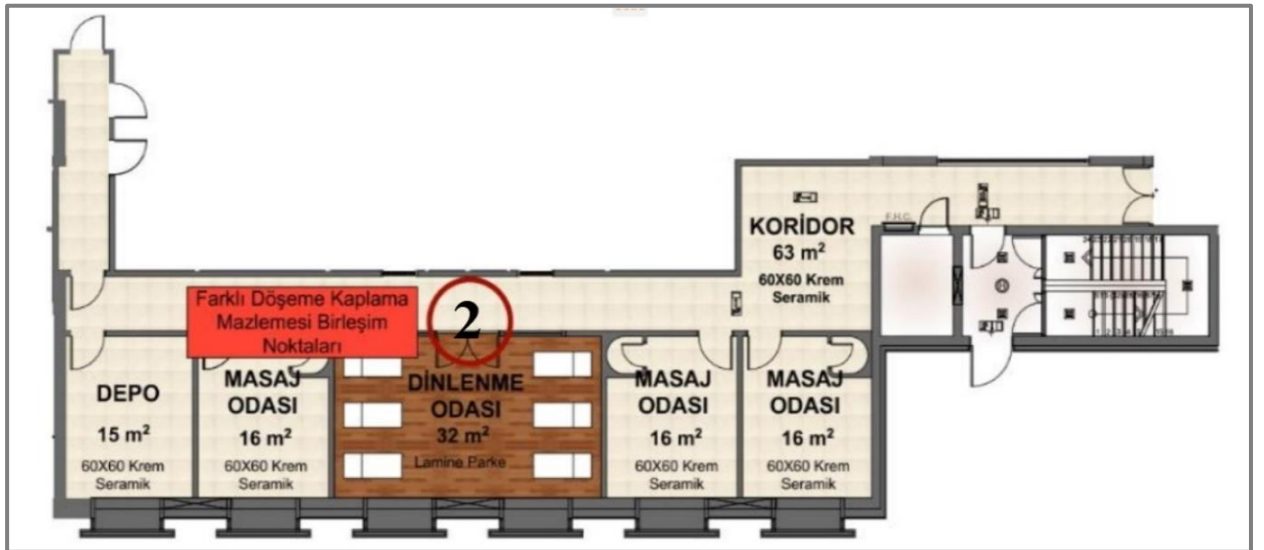 KORİDOR
63 m²
60X60 Krem
Seramik
F.H.C.
Farklı Döşeme Kaplama
Mazlemesi Birleşim
Noktaları
2
DEPO
15 m²
60X60 Krem
Seramik
MASAJ
ODASI
16 m²
60X60 Krem
Seramik
DİNLENME
ODASI
32 m²
Lamine Parke
MASAJ
ODASI
16 m²
60X60 Krem
Seramik
MASAJ
ODASI
16 m²
60X60 Krem
Seramik